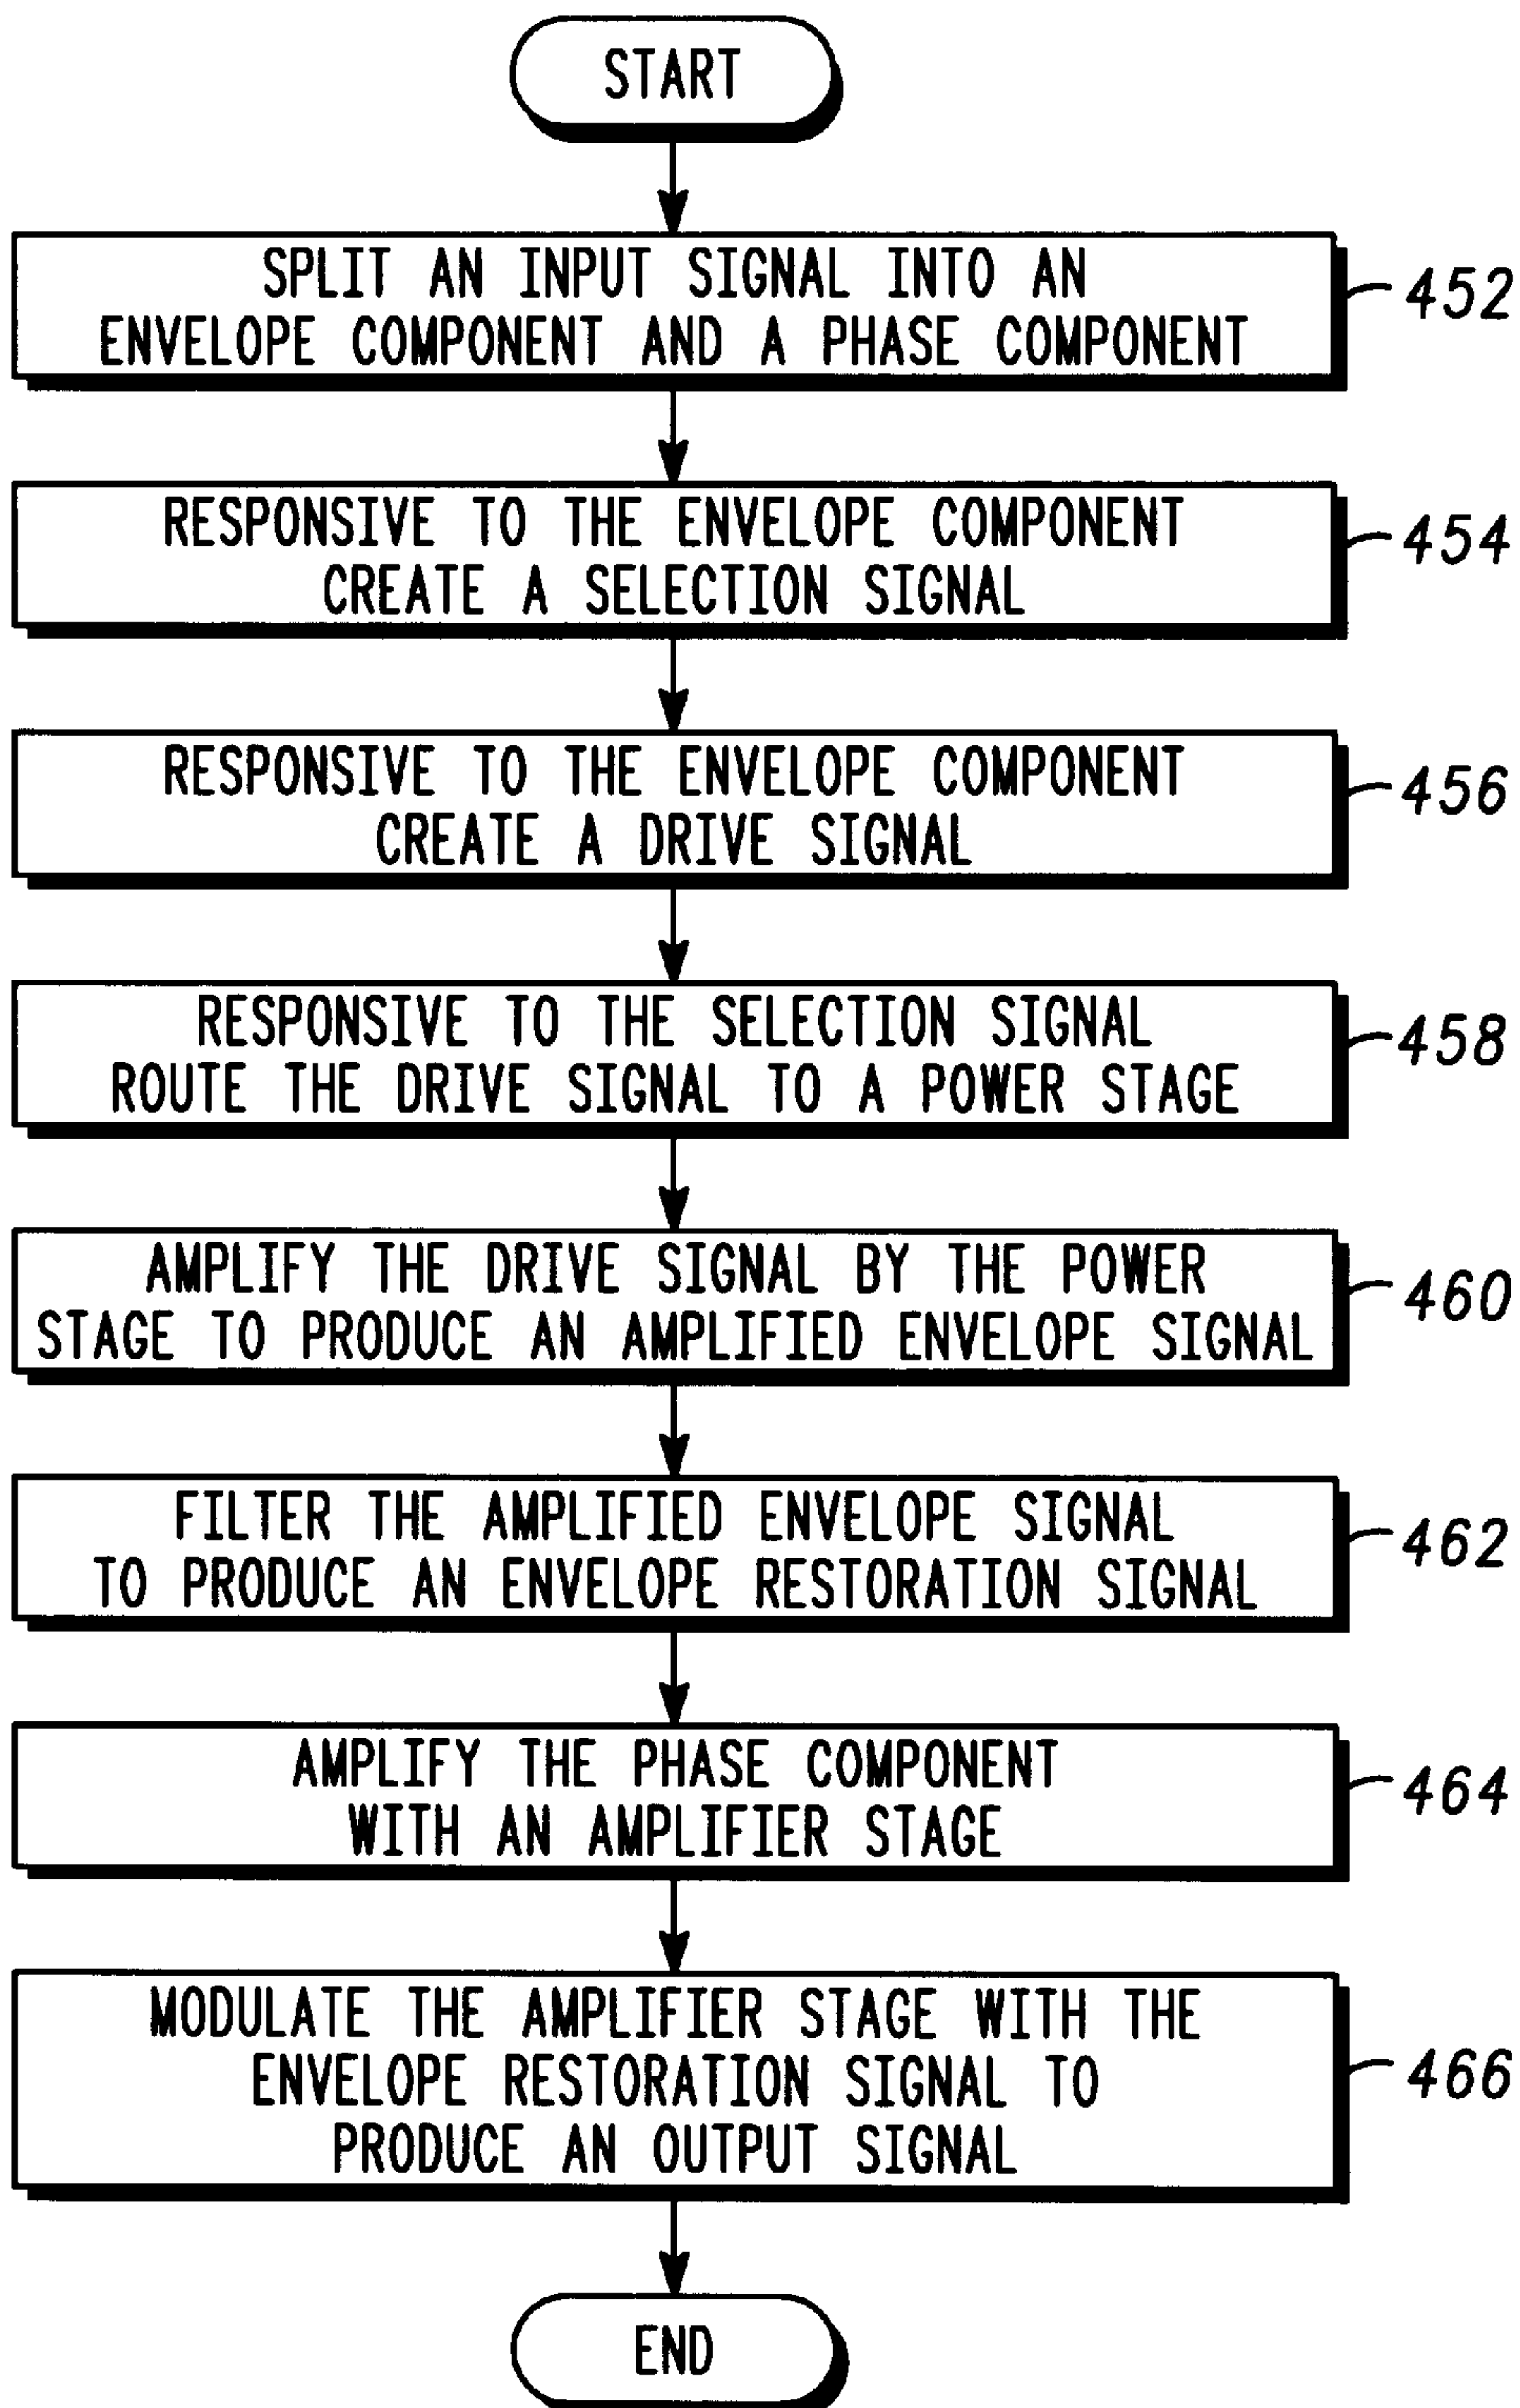 START
SPLIT AN INPUT SIGNAL INTO AN
ENVELOPE COMPONENT AND A PHASE COMPONENT
452
RESPONSIVE TO THE ENVELOPE COMPONENT
CREATE A SELECTION SIGNAL
454
RESPONSIVE TO THE ENVELOPE COMPONENT
CREATE A DRIVE SIGNAL
456
RESPONSIVE TO THE SELECTION SIGNAL
ROUTE THE DRIVE SIGNAL TO A POWER STAGE
458
AMPLIFY THE DRIVE SIGNAL BY THE POWER
STAGE TO PRODUCE AN AMPLIFIED ENVELOPE SIGNAL
460
FILTER THE AMPLIFIED ENVELOPE SIGNAL
TO PRODUCE AN ENVELOPE RESTORATION SIGNAL
462
AMPLIFY THE PHASE COMPONENT
WITH AN AMPLIFIER STAGE
464
MODULATE THE AMPLIFIER STAGE WITH THE
ENVELOPE RESTORATION SIGNAL TO
PRODUCE AN OUTPUT SIGNAL
466
END